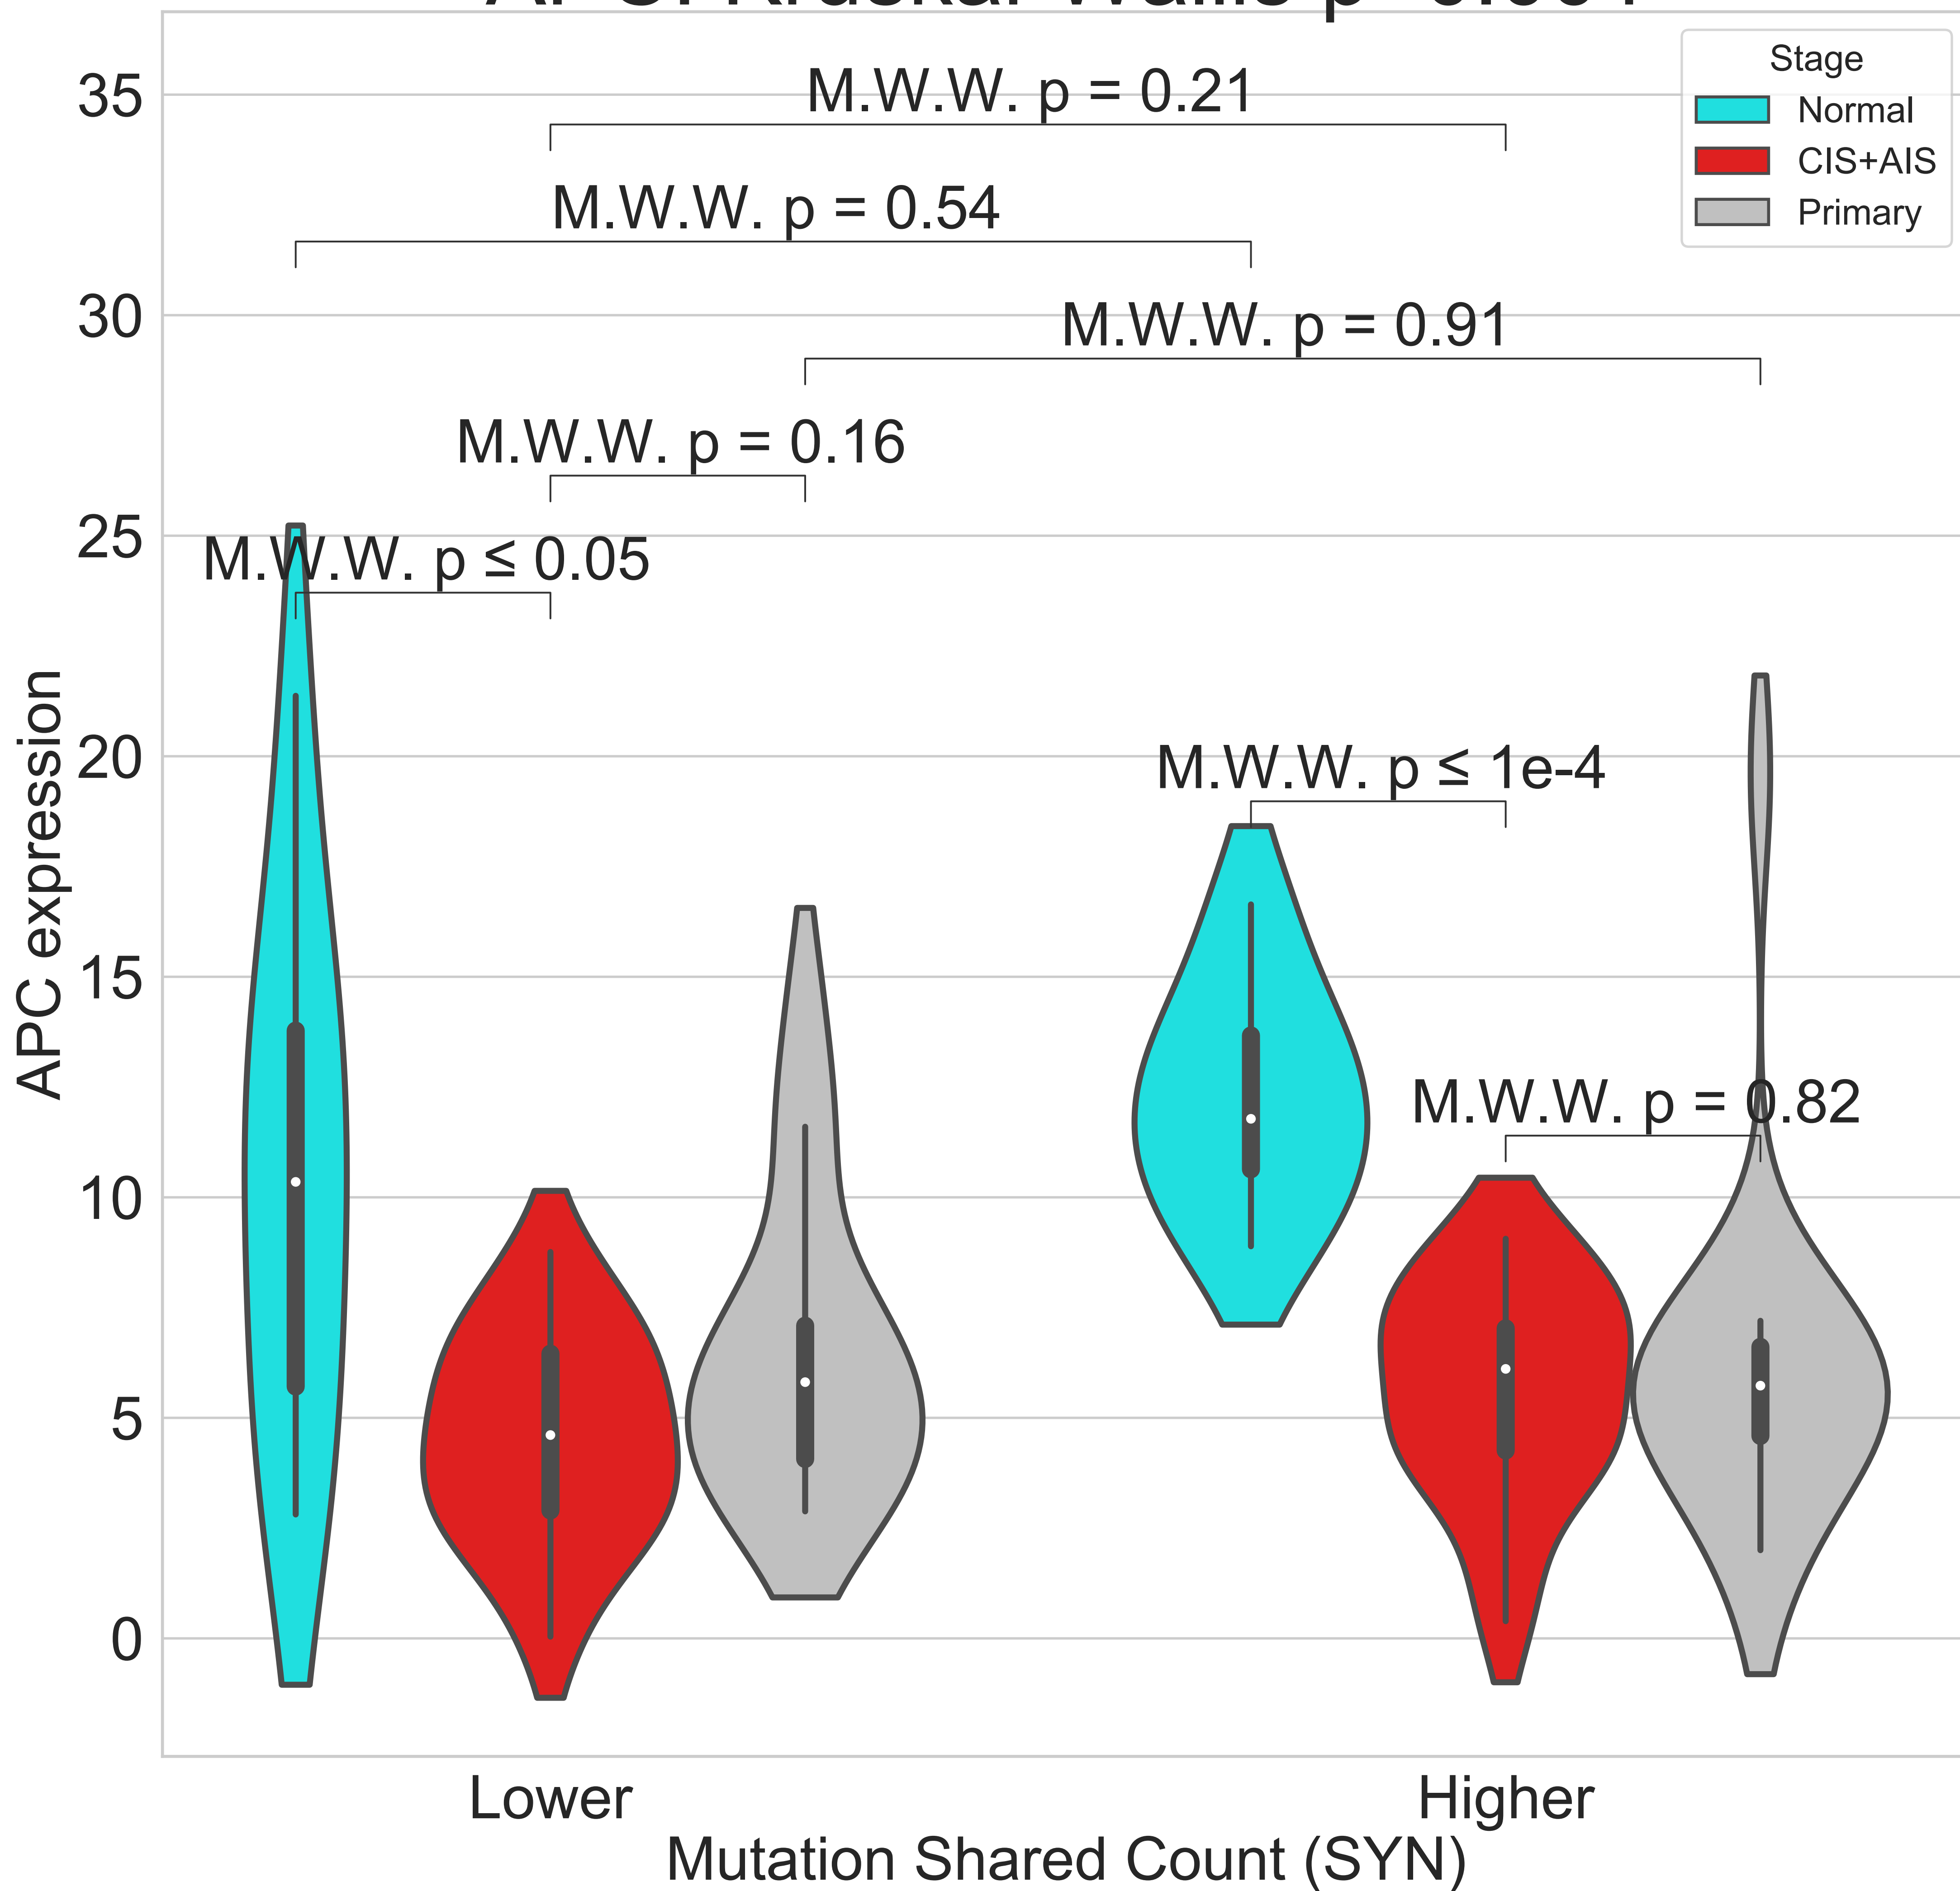 Stage
Normal
CIS+AIS
Primary
M.W.W. p = 0.21
M.W.W. p = 0.54
M.W.W. p = 0.91
M.W.W. p = 0.16
M.W.W. p ≤ 0.05
M.W.W. p ≤ 1e-4
M.W.W. p = 0.82
35
30
25
20
15
10
5
0
APC expression
Lower
Higher
Mutation Shared Count (SYN)